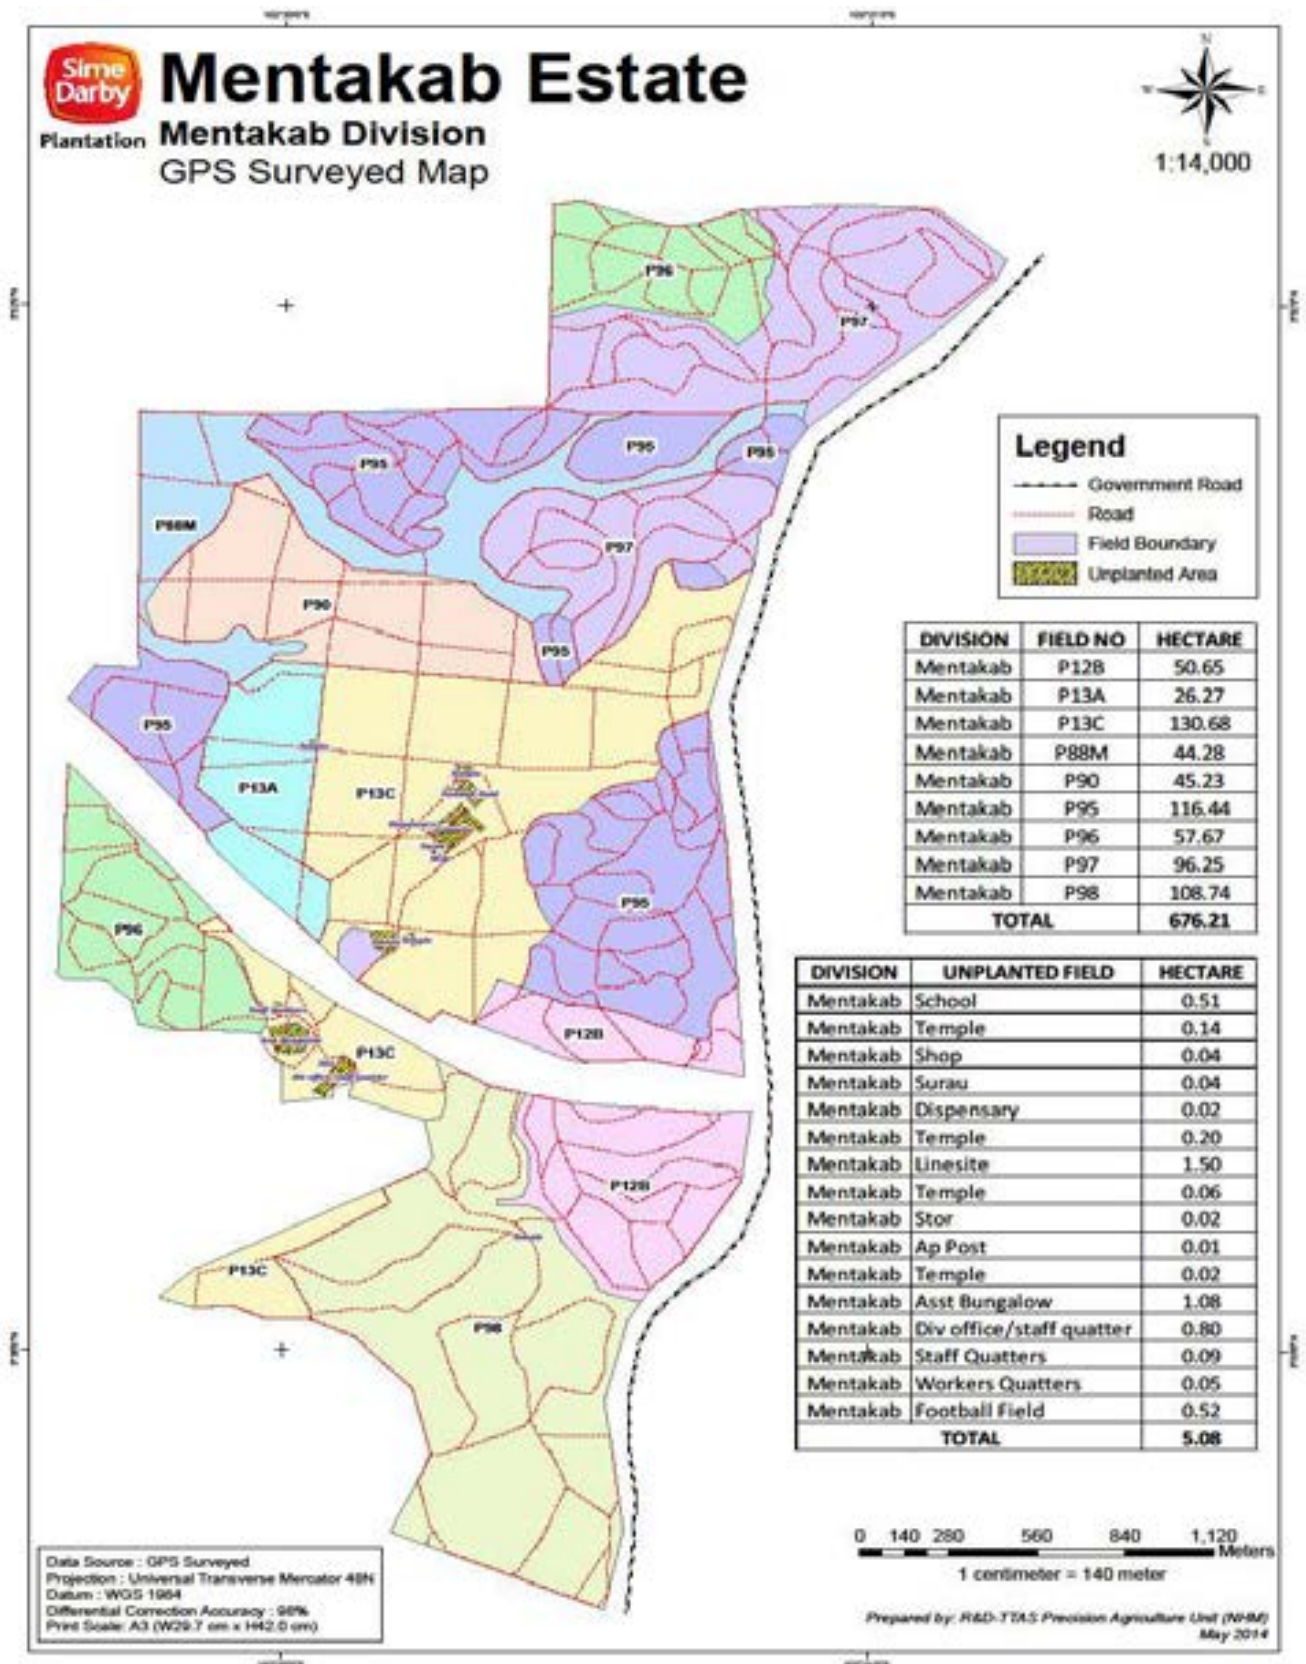 Sime
Darby
Plantation
Mentakab Estate
Mentakab Division
GPS Surveyed Map
N
W
E
1:14,000
P96
P97
P95
P95
P95
P88M
P97
P90
P95
P95
P13A
P13C
P95
P96
P13C
P12B
P12B
P13C
P98
Legend
Government Road
Road
Field Boundary
Unplanted Area
DIVISION FIELD NO HECTARE
Mentakab P12B 50.65
Mentakab P13A 26.27
Mentakab P13C 130.68
Mentakab P88M 44.28
Mentakab P90 45.23
Mentakab P95 116.44
Mentakab P96 57.67
Mentakab P97 96.25
Mentakab P98 108.74
TOTAL 676.21
DIVISION UNPLANTED FIELD HECTARE
Mentakab School 0.51
Mentakab Temple 0.14
Mentakab Shop 0.04
Mentakab Surau 0.04
Mentakab Dispensary 0.02
Mentakab Temple 0.20
Mentakab Linesite 1.50
Mentakab Temple 0.06
Mentakab Stor 0.02
Mentakab Ap Post 0.01
Mentakab Temple 0.02
Mentakab Asst Bungalow 1.08
Mentakab Div office/staff quatter 0.80
Mentakab Staff Quatters 0.09
Mentakab Workers Quatters 0.05
Mentakab Football Field 0.52
TOTAL 5.08
0 140 280 560 840 1,120
Meters
1 centimeter = 140 meter
Data Source : GPS Surveyed
Projection : Universal Transverse Mercator 48N
Datum : WGS 1984
Differential Correction Accuracy : 98%
Print Scale: A3 (W29.7 cm x H42.0 cm)
Prepared by: R&D-TTAS Precision Agriculture Unit (NHM)
May 2014